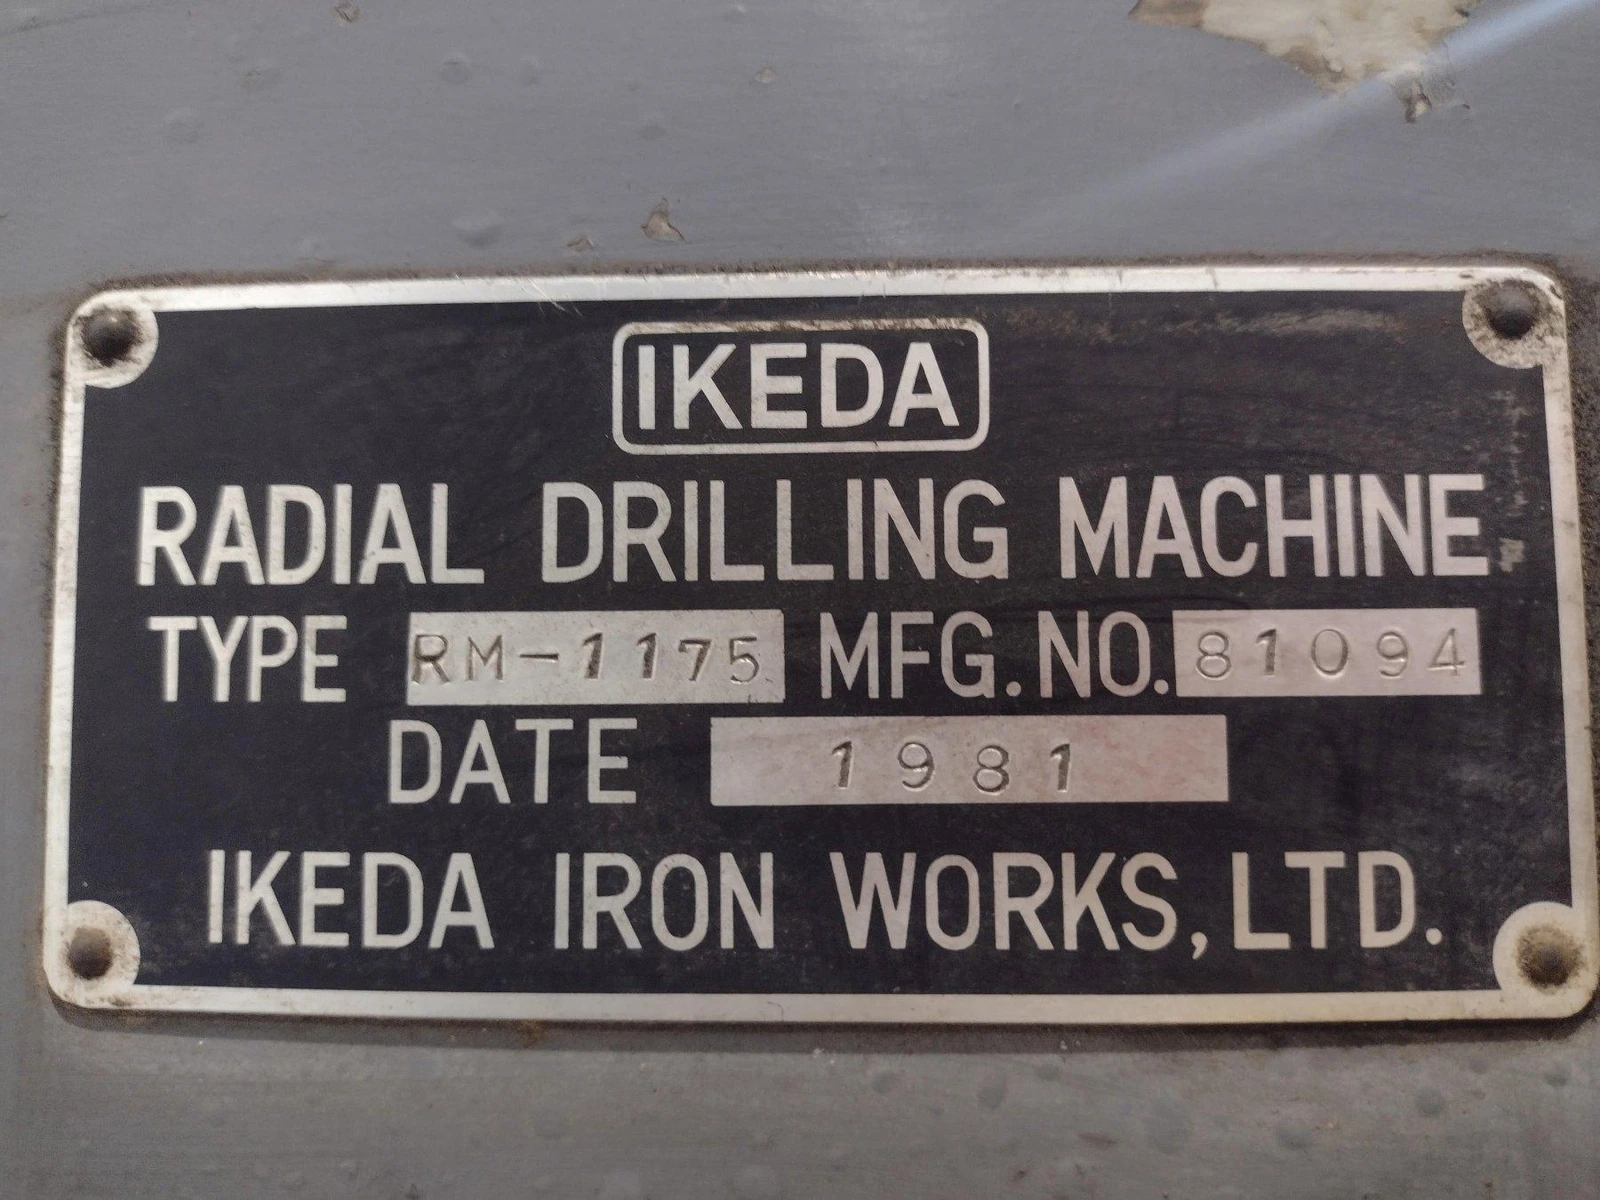 IKEDA
RADIAL DRILLING MACHINE
TYPE RM-1175 MFG. NO. 81094
DATE 1981
IKEDA IRON WORKS, LTD.